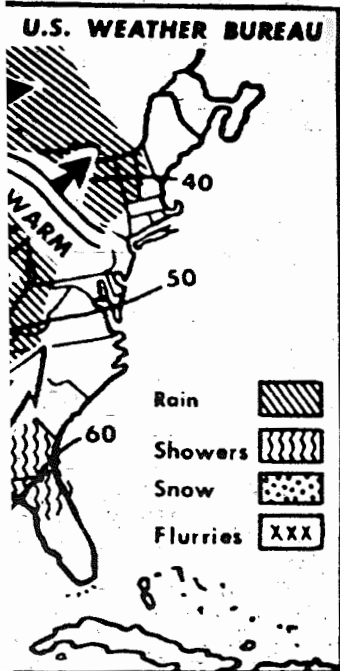 U.S. WEATHER BUREAU
40
WARM
50
60
Rain
Showers
Snow
Flurries XXX